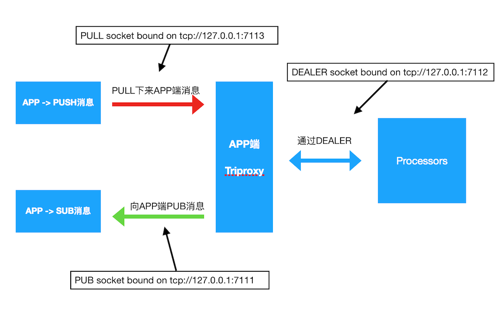 PULL socket bound on tcp://127.0.0.1:7113
DEALER socket bound on tcp://127.0.0.1:7112
APP -> PUSH消息
PULL下来APP端消息
APP端
Triproxy
通过DEALER
Processors
APP -> SUB消息
向APP端PUB消息
PUB socket bound on tcp://127.0.0.1:7111